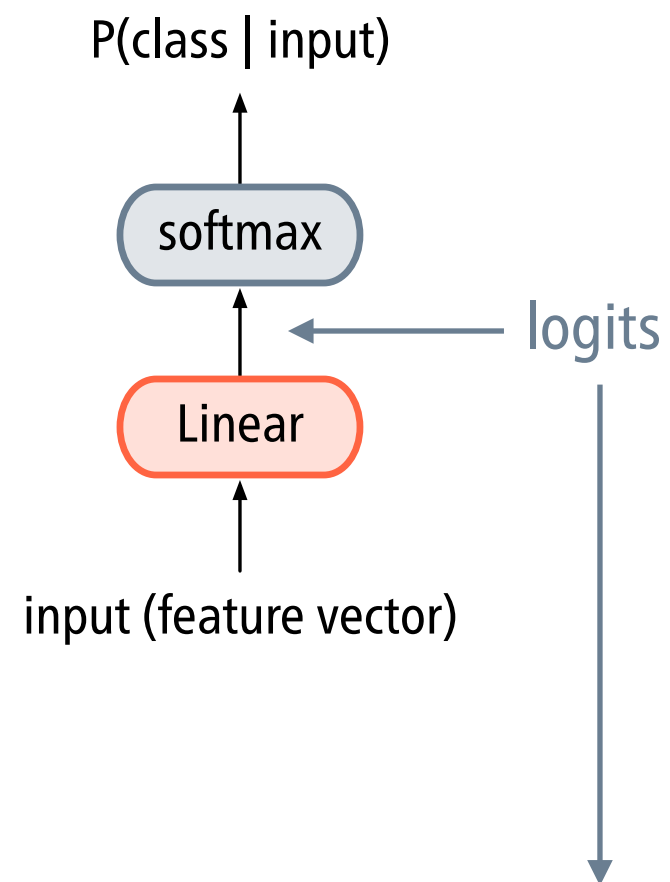 P(class | input)
softmax
logits
Linear
input (feature vector)